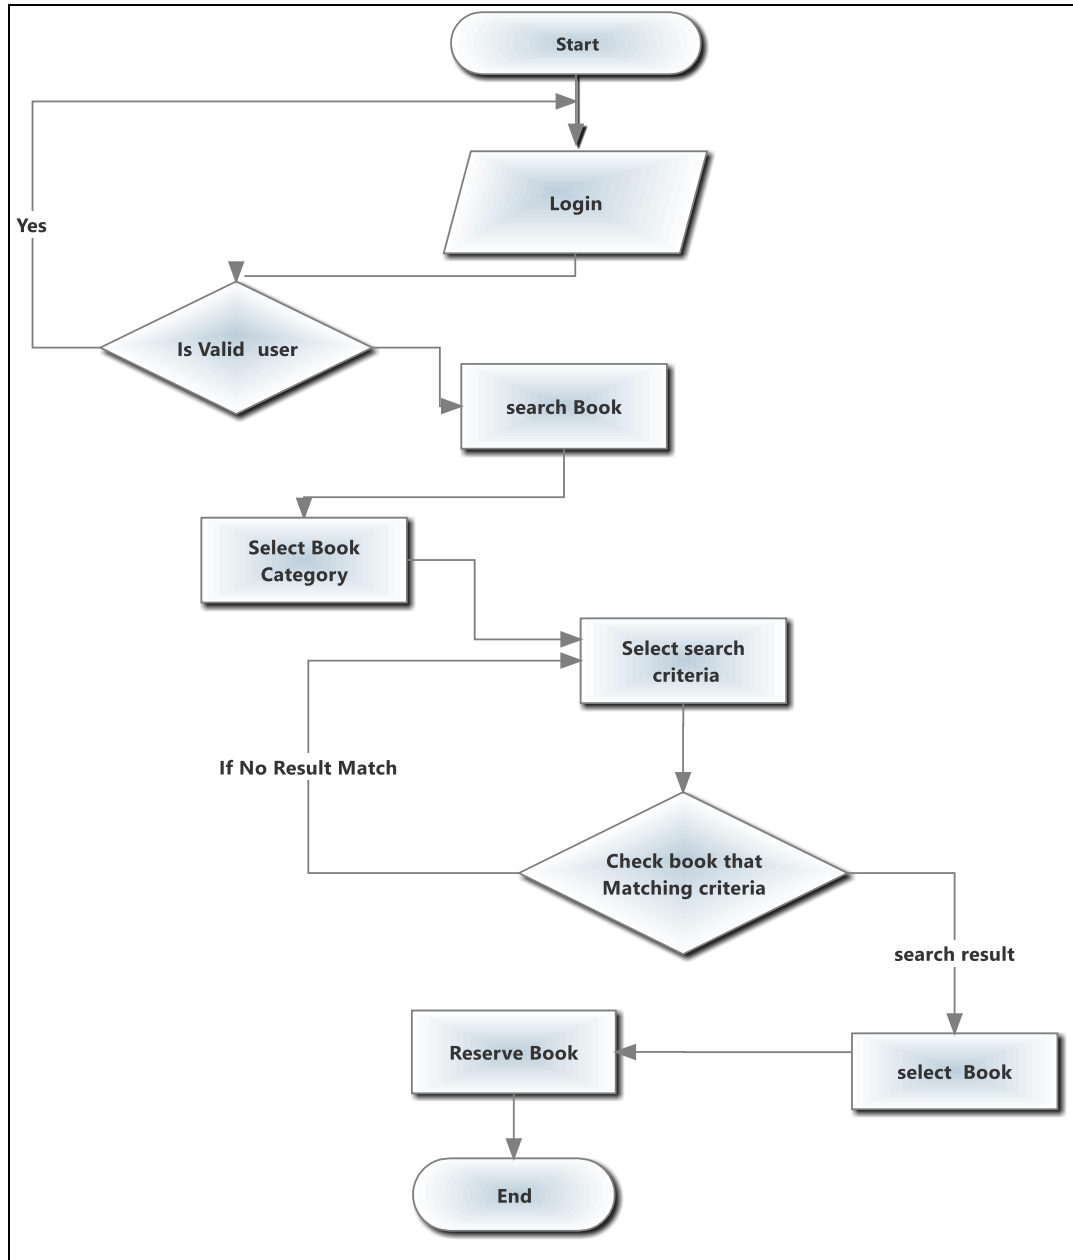 Start
Login
Yes
Is Valid  user
search Book
Select Book
Category
Select search
criteria
If No Result Match
Check book that
Matching criteria
search result
Reserve Book
select  Book
End